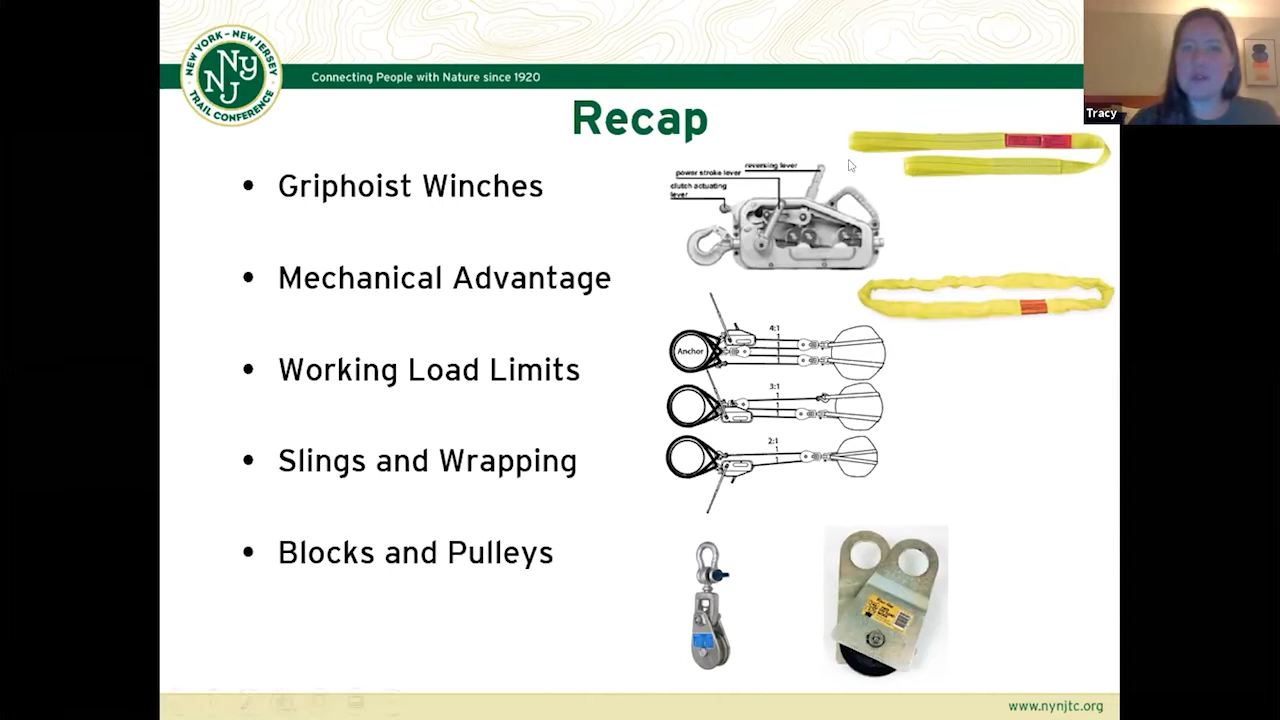 NEW YORK - NEW JERSEY
NY
NJ
TRAIL CONFERENCE
Connecting People with Nature since 1920
Tracy
Recap
• Griphoist Winches
• Mechanical Advantage
• Working Load Limits
• Slings and Wrapping
• Blocks and Pulleys
reversing lever
power stroke lever
clutch actuating
lever
4:1
Anchor
3:1
2:1
www.nynjtc.org